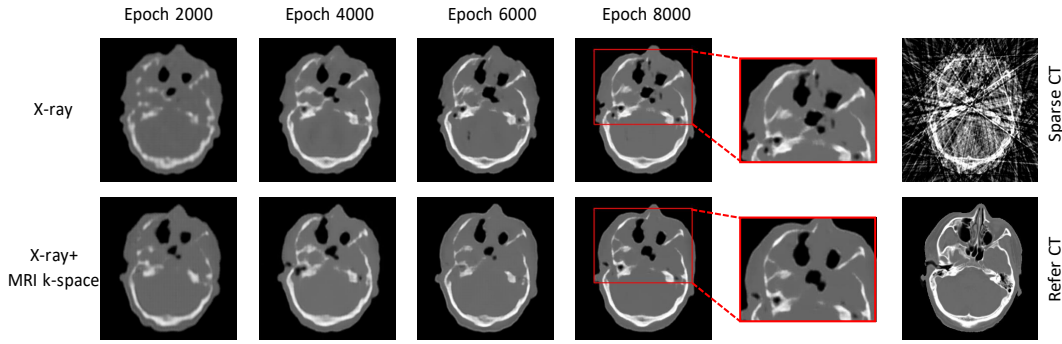 Epoch 2000
Epoch 4000
Epoch 6000
Epoch 8000
X-ray
Sparse CT
X-ray+
MRI k-space
Refer CT